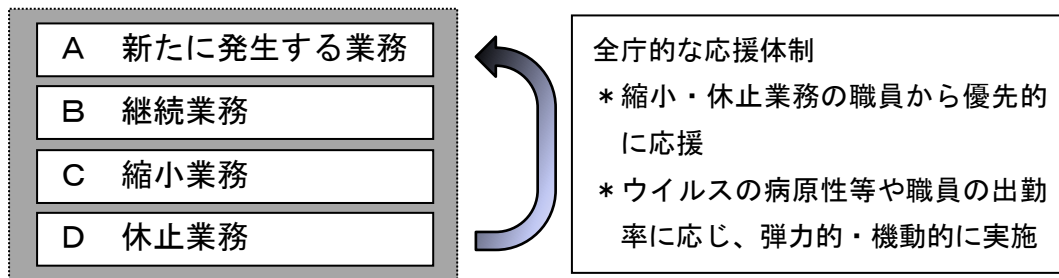 Ａ　新たに発生する業務
Ｂ　継続業務
Ｃ　縮小業務
Ｄ　休止業務
全庁的な応援体制
＊縮小・休止業務の職員から優先的
に応援
＊ウイルスの病原性等や職員の出勤
率に応じ、弾力的・機動的に実施